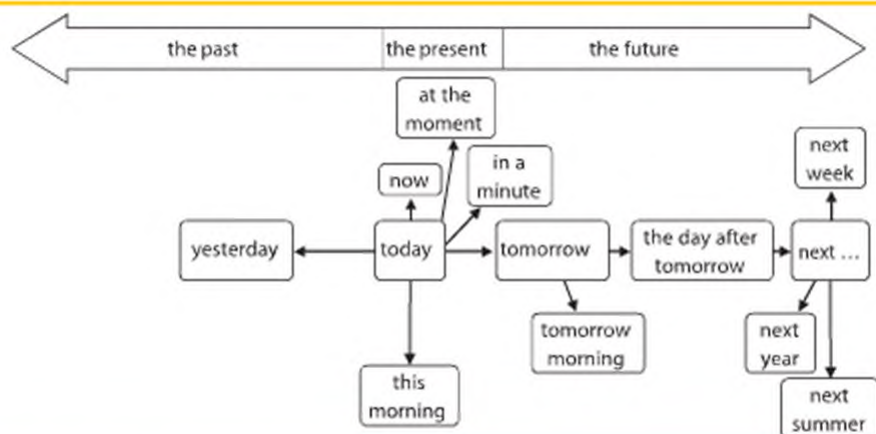 the past
the present
the future
at the
moment
in a
minute
now
next
week
yesterday
today
tomorrow
the day after
tomorrow
next ...
tomorrow
morning
next
year
this
morning
next
summer